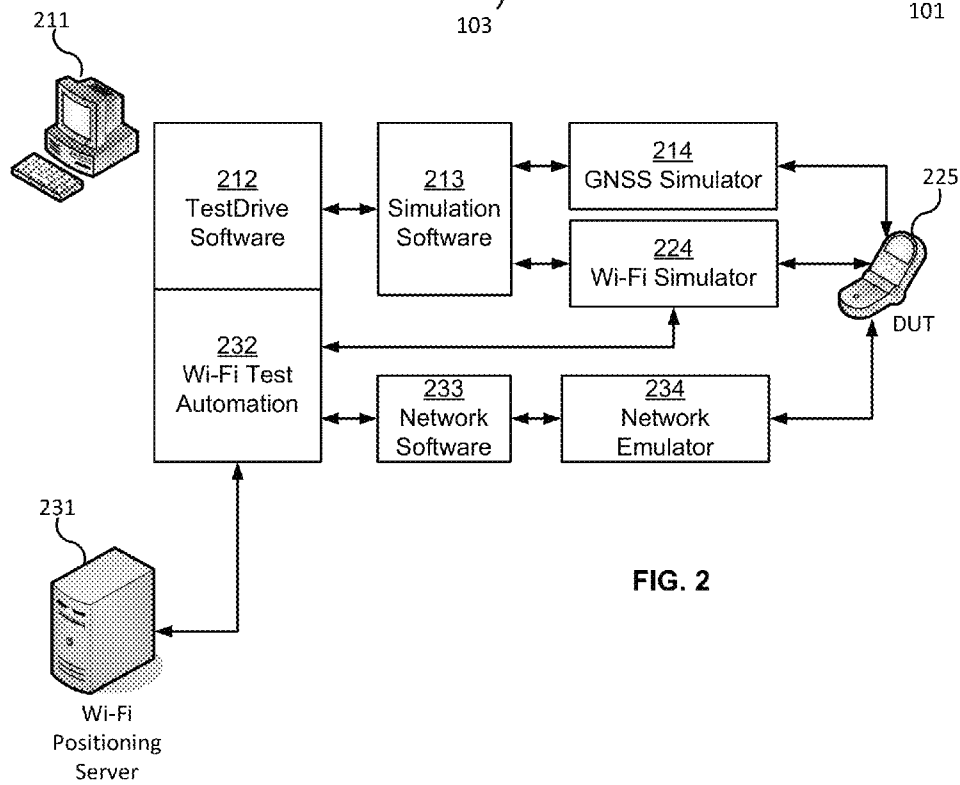 103
101
211
212
TestDrive
Software
213
Simulation
Software
214
GNSS Simulator
225
224
Wi-Fi Simulator
DUT
232
Wi-Fi Test
Automation
233
Network
Software
234
Network
Emulator
231
FIG. 2
Wi-Fi
Positioning
Server